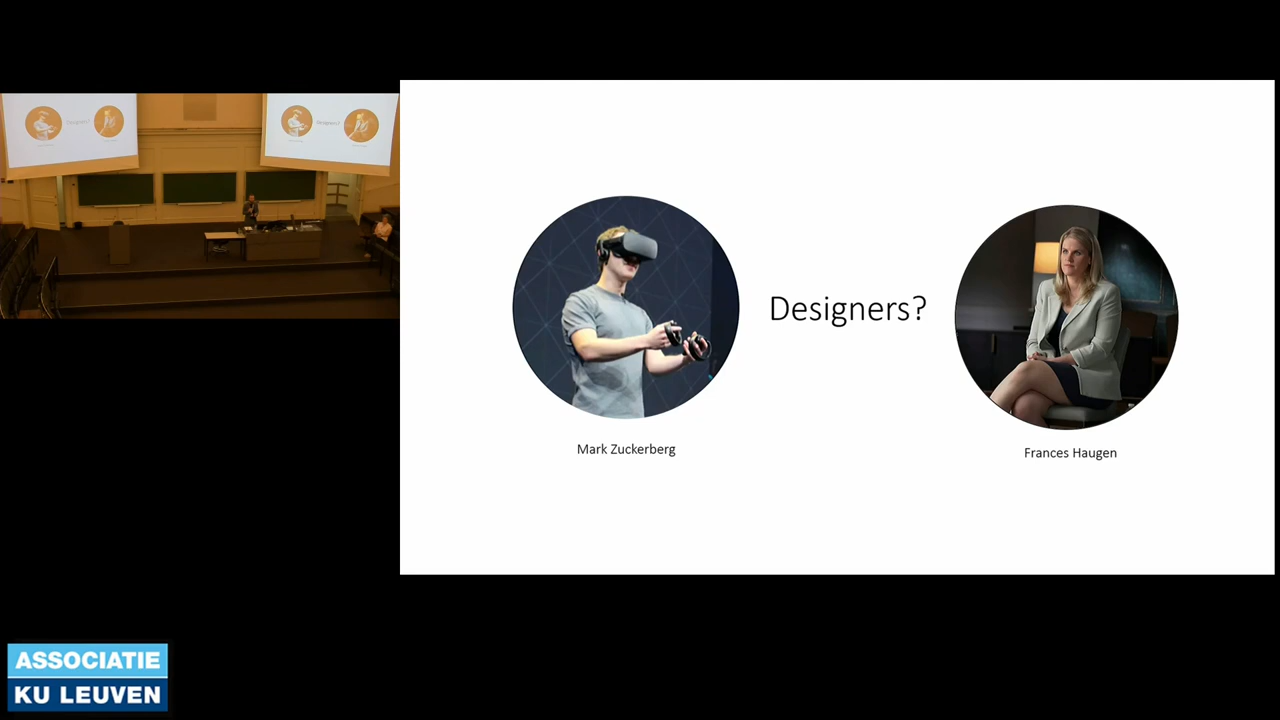 Designers?
Mark Zuckerberg
Frances Haugen
ASSOCIATIE
KU LEUVEN